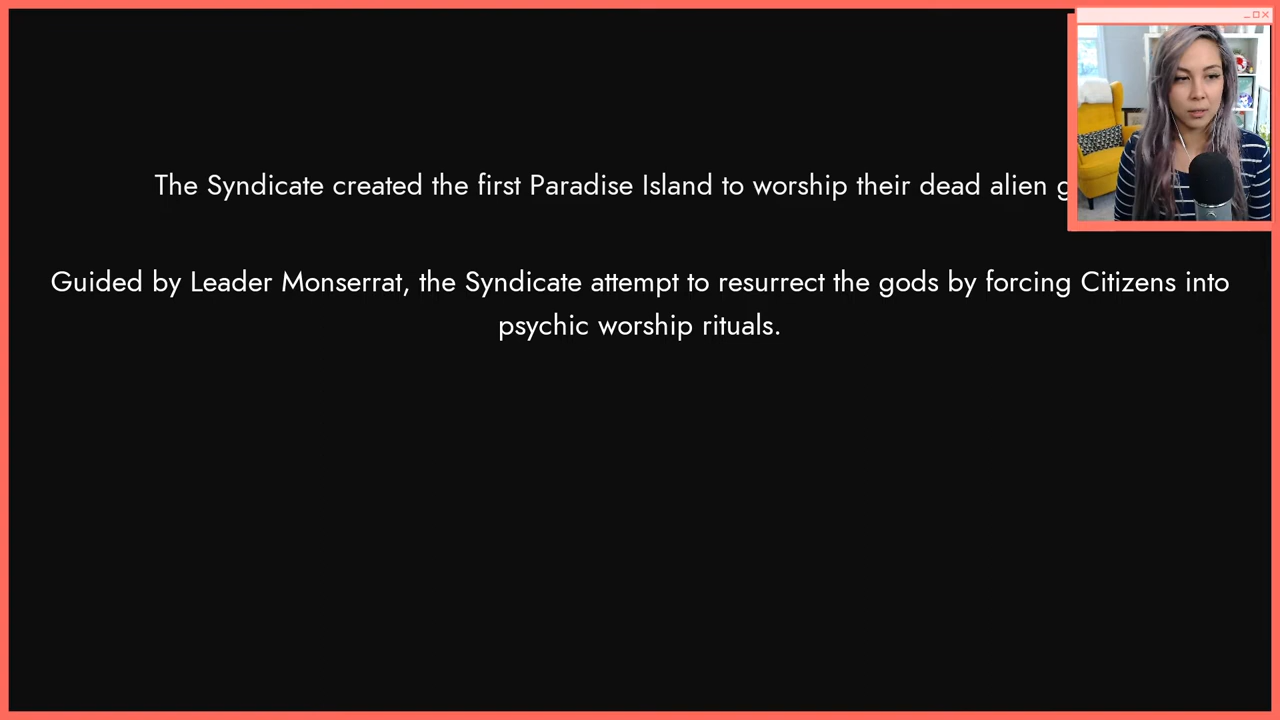 The Syndicate created the first Paradise Island to worship their dead alien
Guided by Leader Monserrat, the Syndicate attempt to resurrect the gods by forcing Citizens into
psychic worship rituals.